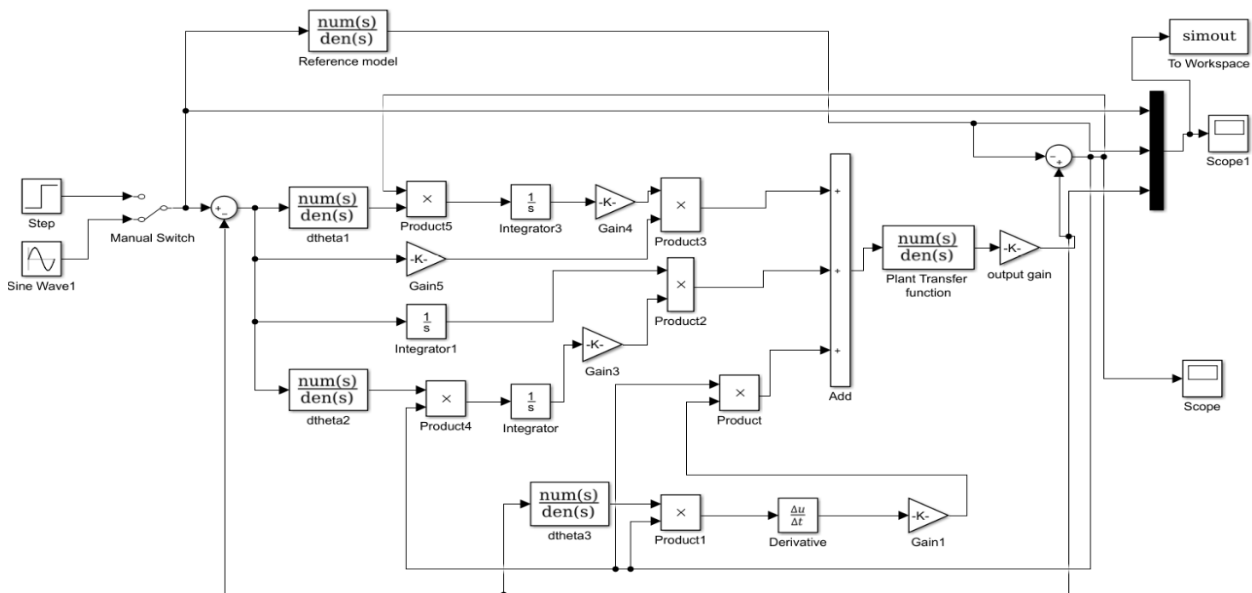 num(s)
den(s)
Reference model
simout
To Workspace
Scope1
Step
Manual Switch
Sine Wave1
+
−
num(s)
den(s)
dtheta1
×
Product5
1
s
Integrator3
-K-
Gain4
×
Product3
-K-
Gain5
1
s
Integrator1
×
Product2
-K-
Gain3
num(s)
den(s)
dtheta2
×
Product4
1
s
Integrator
×
Product
+
+
+
Add
num(s)
den(s)
Plant Transfer
function
-K-
output gain
−
+
Scope
num(s)
den(s)
dtheta3
×
Product1
Δu
Δt
Derivative
-K-
Gain1